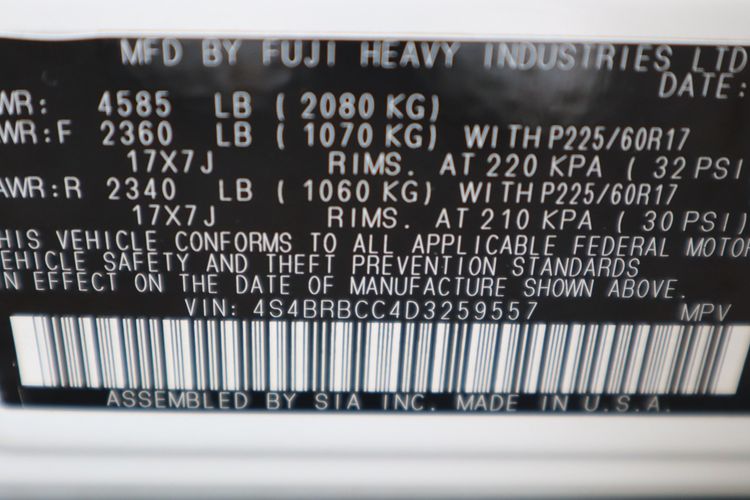 MFD BY FUJI HEAVY INDUSTRIES LTD
DATE:
WR: 4585 LB ( 2080 KG)
WR:F 2360 LB ( 1070 KG) WITH P225/60R17
17X7J RIMS. AT 220 KPA ( 32 PSI
AWR:R 2340 LB ( 1060 KG) WITH P225/60R17
17X7J RIMS. AT 210 KPA ( 30 PSI)
HIS VEHICLE CONFORMS TO ALL APPLICABLE FEDERAL MOTOR
VEHICLE SAFETY AND THEFT PREVENTION STANDARDS
IN EFFECT ON THE DATE OF MANUFACTURE SHOWN ABOVE.
VIN: 4S4BRBCC4D3259557 MPV
ASSEMBLED BY SIA INC. MADE IN U.S.A.